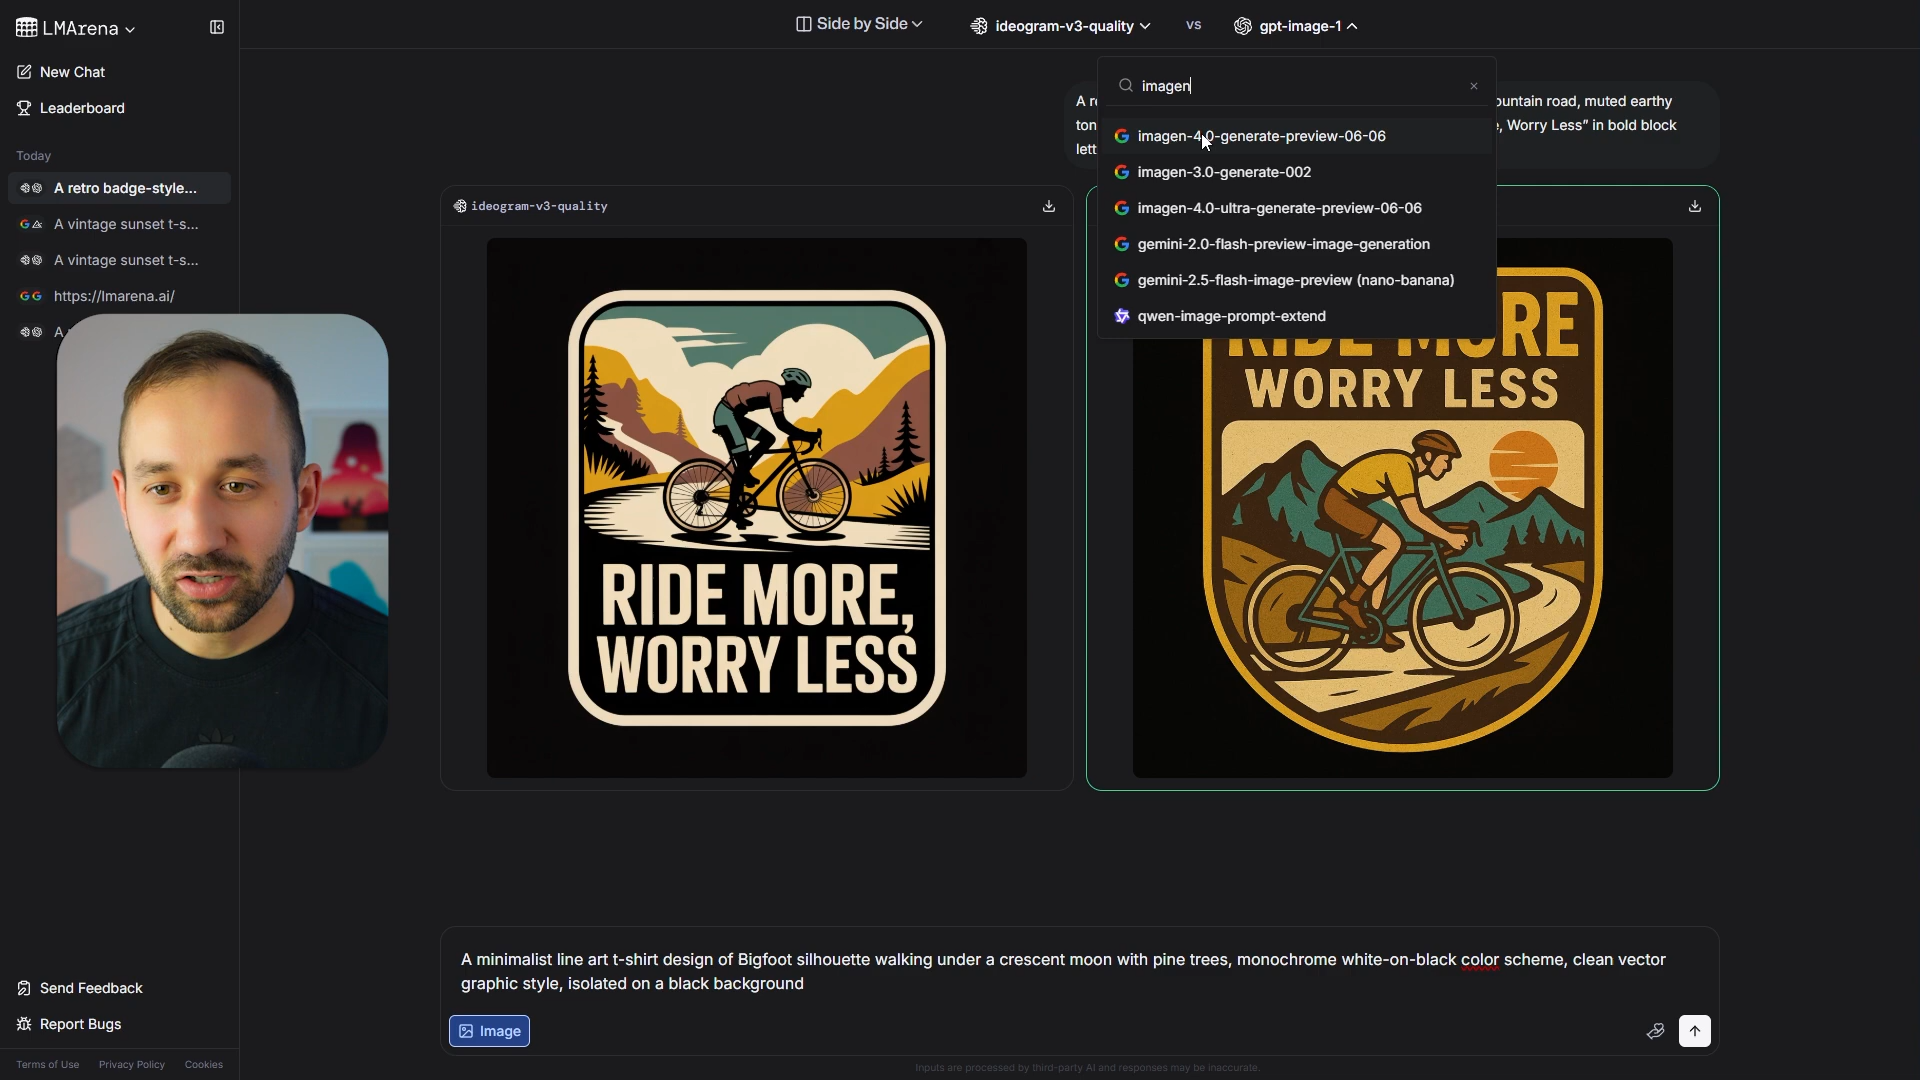 LMArena
New Chat
Leaderboard
Today
A retro badge-style...
A vintage sunset t-s...
A vintage sunset t-s...
https://lmarena.ai/
Side by Side
ideogram-v3-quality
vs
gpt-image-1
imagen
imagen-4.0-generate-preview-06-06
imagen-3.0-generate-002
imagen-4.0-ultra-generate-preview-06-06
gemini-2.0-flash-preview-image-generation
gemini-2.5-flash-image-preview (nano-banana)
qwen-image-prompt-extend
muted earthy
Worry Less” in bold block
ideogram-v3-quality
RIDE MORE,
WORRY LESS
RIDE MORE
WORRY LESS
A minimalist line art t-shirt design of Bigfoot silhouette walking under a crescent moon with pine trees, monochrome white-on-black color scheme, clean vector
graphic style, isolated on a black background
Image
Send Feedback
Report Bugs
Terms of Use
Privacy Policy
Cookies
Inputs are processed by third-party AI and responses may be inaccurate.